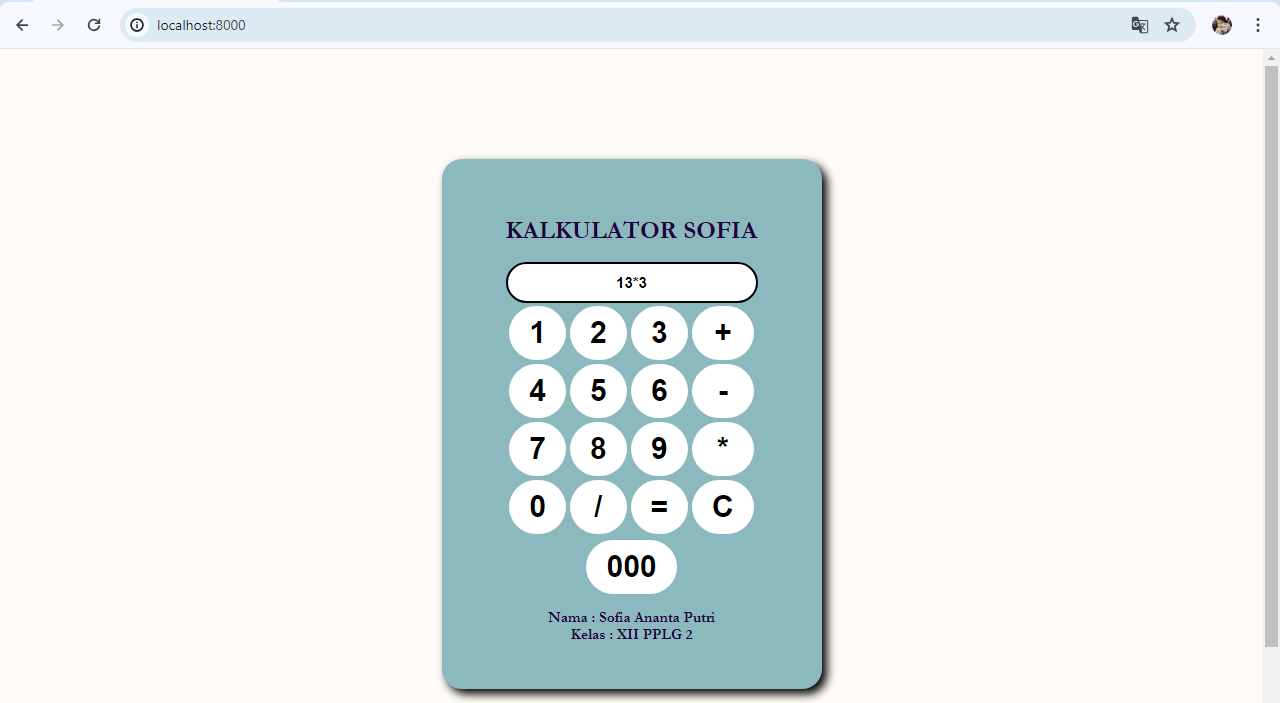 localhost:8000
KALKULATOR SOFIA
13*3
1 2 3 +
4 5 6 -
7 8 9 *
0 / = C
000
Nama : Sofia Ananta Putri
Kelas : XII PPLG 2